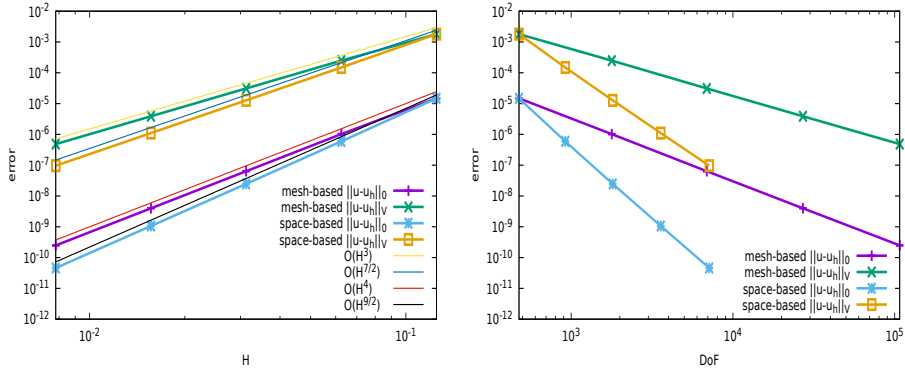 10^-2
10^-3
10^-4
10^-5
10^-6
10^-7
10^-8
10^-9
10^-10
10^-11
10^-12
error
10^-2
10^-1
H
mesh-based ||u-u_h||_0
mesh-based ||u-u_h||_V
space-based ||u-u_h||_0
space-based ||u-u_h||_V
O(H^3)
O(H^7/2)
O(H^4)
O(H^9/2)
10^-2
10^-3
10^-4
10^-5
10^-6
10^-7
10^-8
10^-9
10^-10
10^-11
10^-12
error
10^3
10^4
10^5
DoF
mesh-based ||u-u_h||_0
mesh-based ||u-u_h||_V
space-based ||u-u_h||_0
space-based ||u-u_h||_V